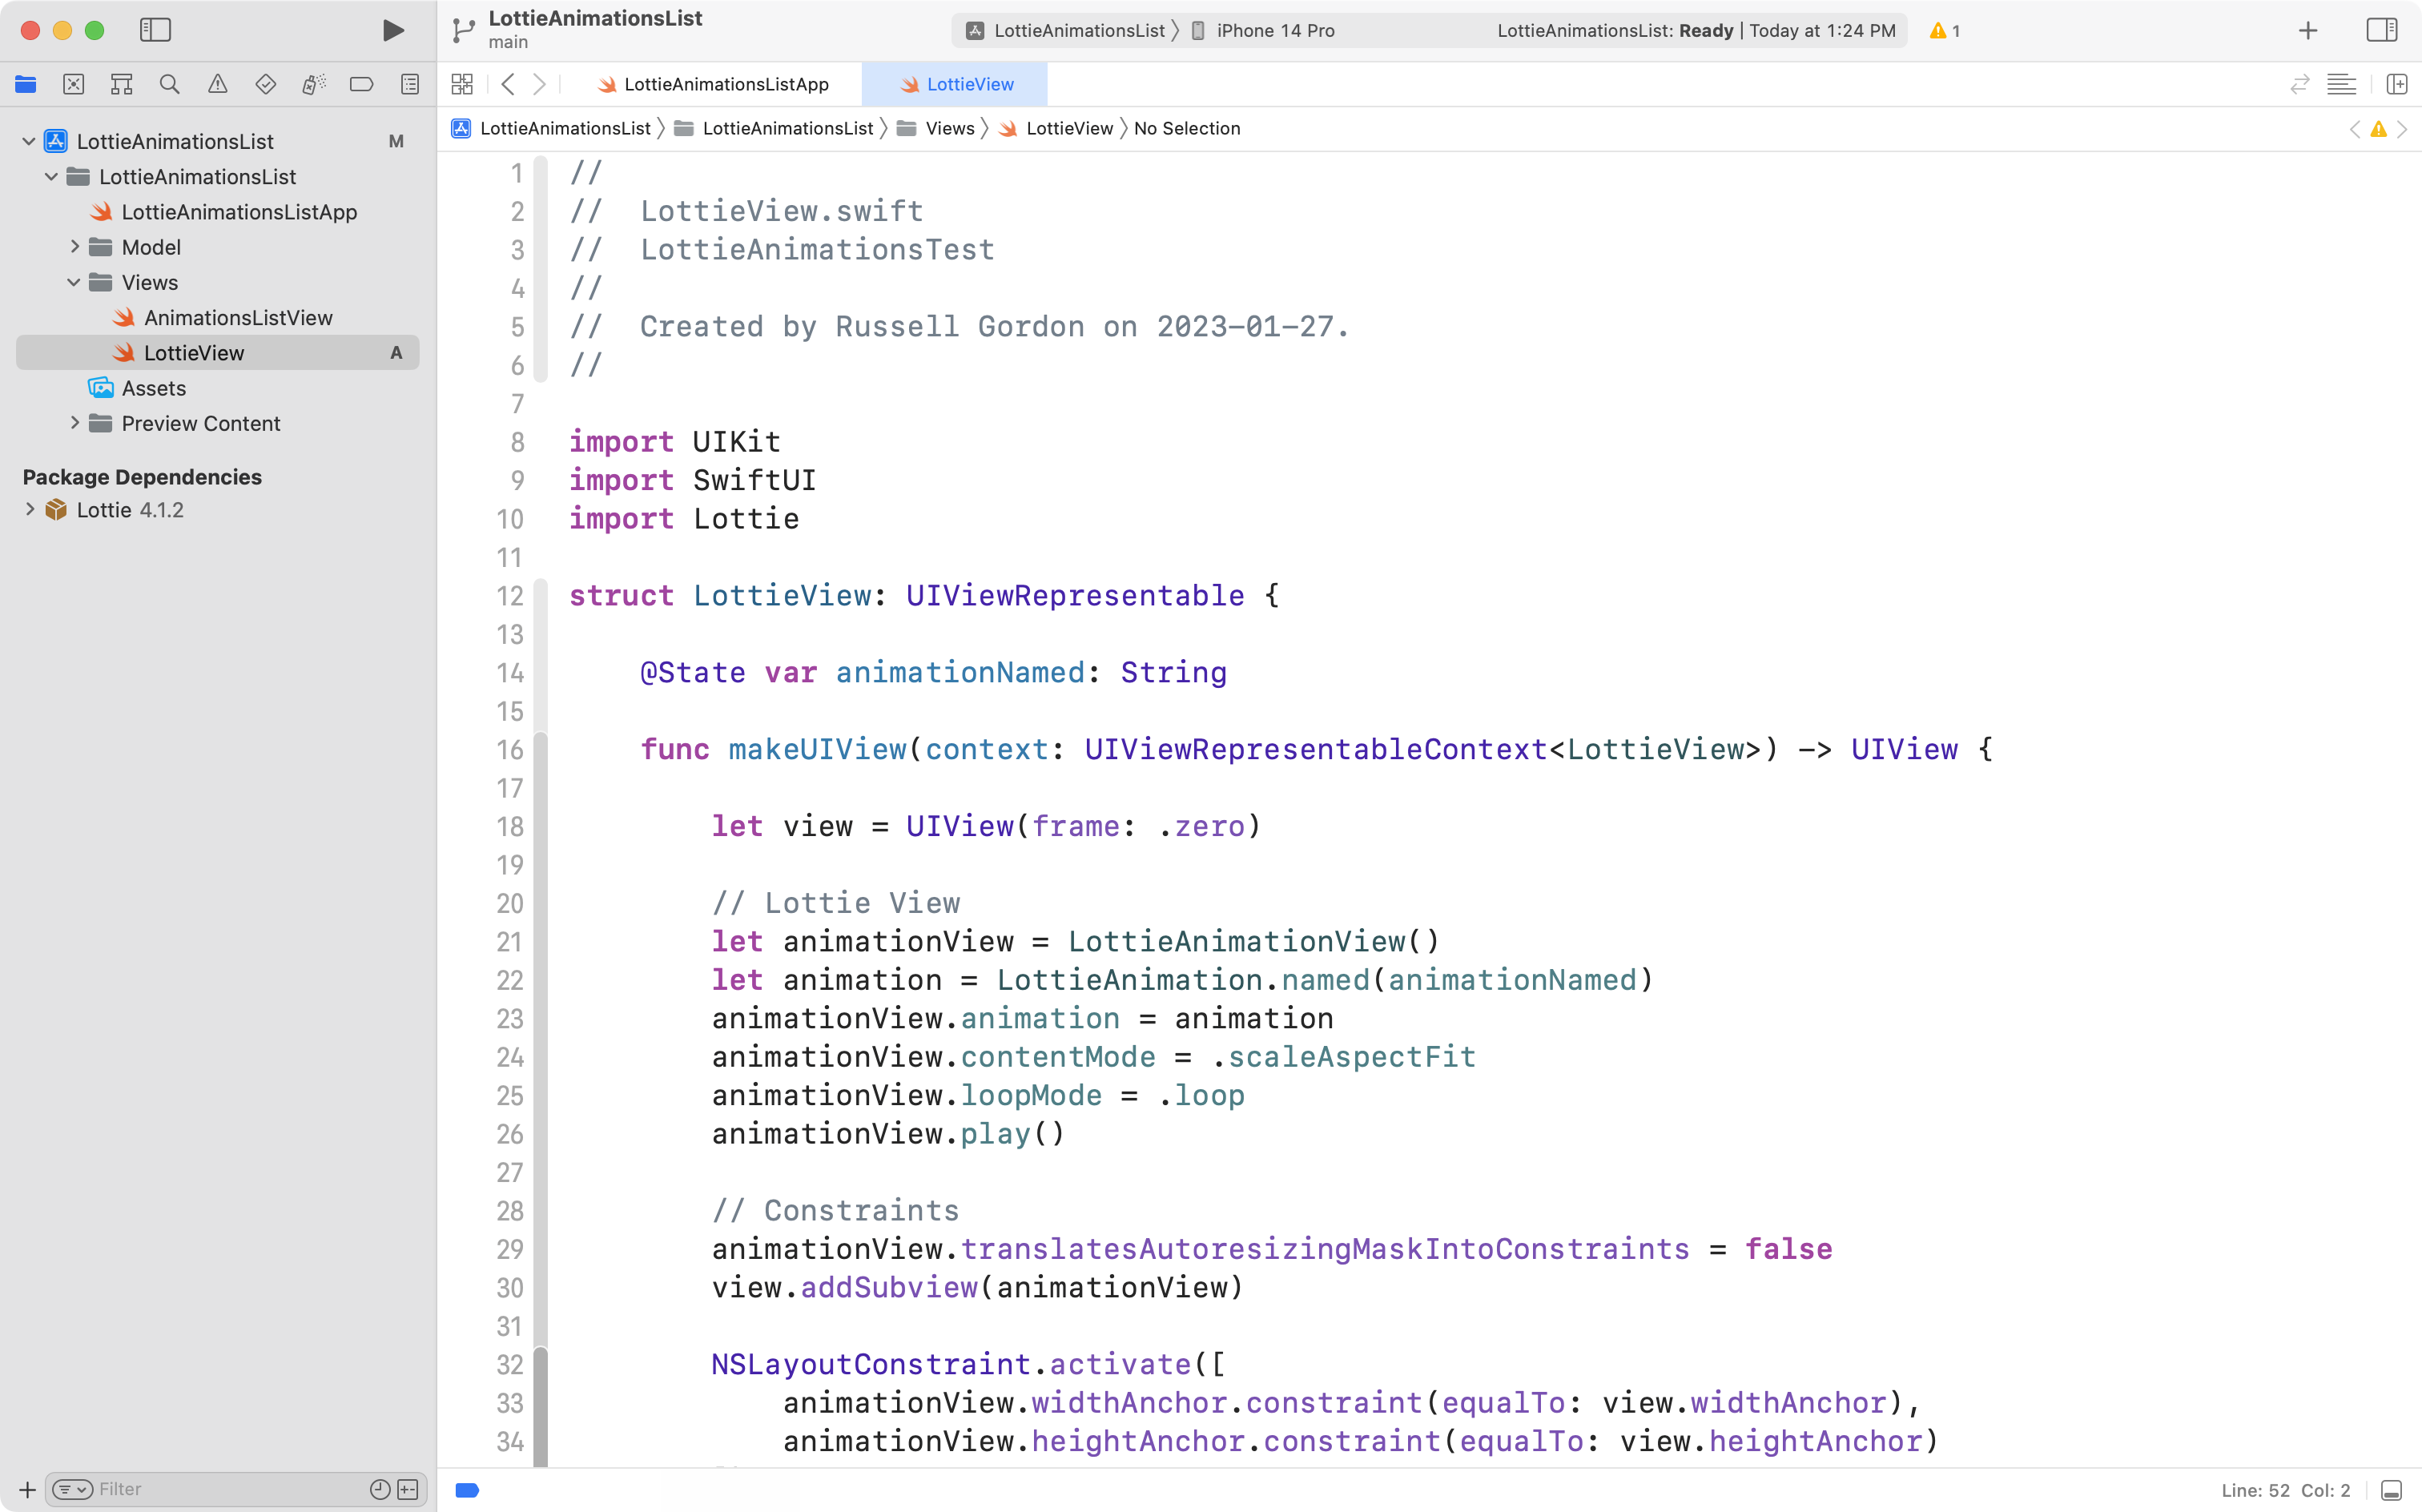 LottieAnimationsList
main
LottieAnimationsList 〉 iPhone 14 Pro
LottieAnimationsList: Ready | Today at 1:24 PM
1
LottieAnimationsListApp
LottieView
LottieAnimationsList 〉 LottieAnimationsList 〉 Views 〉 LottieView 〉 No Selection
LottieAnimationsList M
LottieAnimationsList
LottieAnimationsListApp
Model
Views
AnimationsListView
LottieView A
Assets
Preview Content
Package Dependencies
Lottie 4.1.2
Filter
1 //
2 //  LottieView.swift
3 //  LottieAnimationsTest
4 //
5 //  Created by Russell Gordon on 2023-01-27.
6 //
7
8 import UIKit
9 import SwiftUI
10 import Lottie
11
12 struct LottieView: UIViewRepresentable {
13
14     @State var animationNamed: String
15
16     func makeUIView(context: UIViewRepresentableContext<LottieView>) -> UIView {
17
18         let view = UIView(frame: .zero)
19
20         // Lottie View
21         let animationView = LottieAnimationView()
22         let animation = LottieAnimation.named(animationNamed)
23         animationView.animation = animation
24         animationView.contentMode = .scaleAspectFit
25         animationView.loopMode = .loop
26         animationView.play()
27
28         // Constraints
29         animationView.translatesAutoresizingMaskIntoConstraints = false
30         view.addSubview(animationView)
31
32         NSLayoutConstraint.activate([
33             animationView.widthAnchor.constraint(equalTo: view.widthAnchor),
34             animationView.heightAnchor.constraint(equalTo: view.heightAnchor)
Line: 52 Col: 2